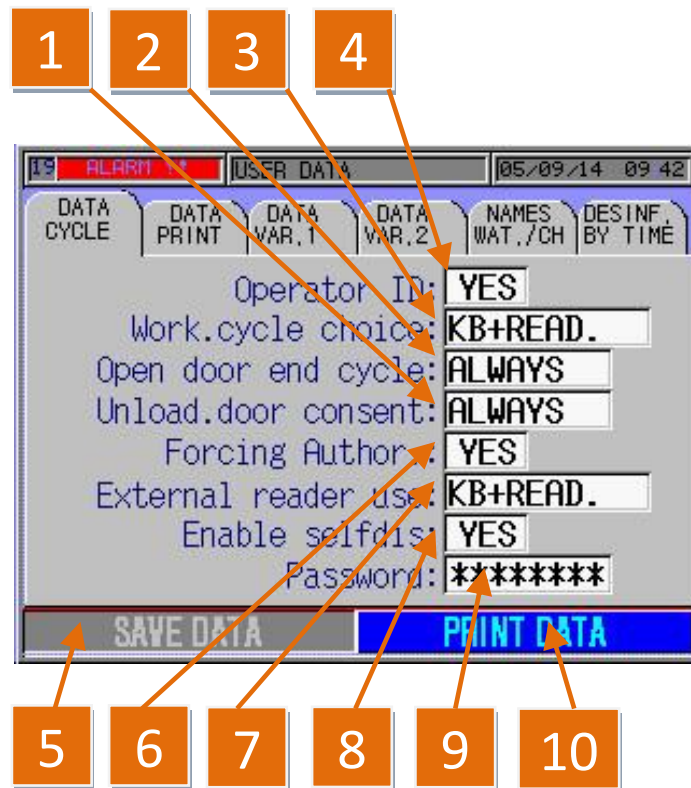 1 2 3 4
19 ALARM USER DATA 05/09/14 09 42
DATA CYCLE DATA PRINT DATA VAR.1 DATA VAR.2 NAMES WAT./CH DESINF. BY TIME
Operator ID: YES
Work.cycle choice: KB+READ.
Open door end cycle: ALWAYS
Unload.door consent: ALWAYS
Forcing Author.: YES
External reader use: KB+READ.
Enable selfdis: YES
Password: ********
SAVE DATA PRINT DATA
5 6 7 8 9 10